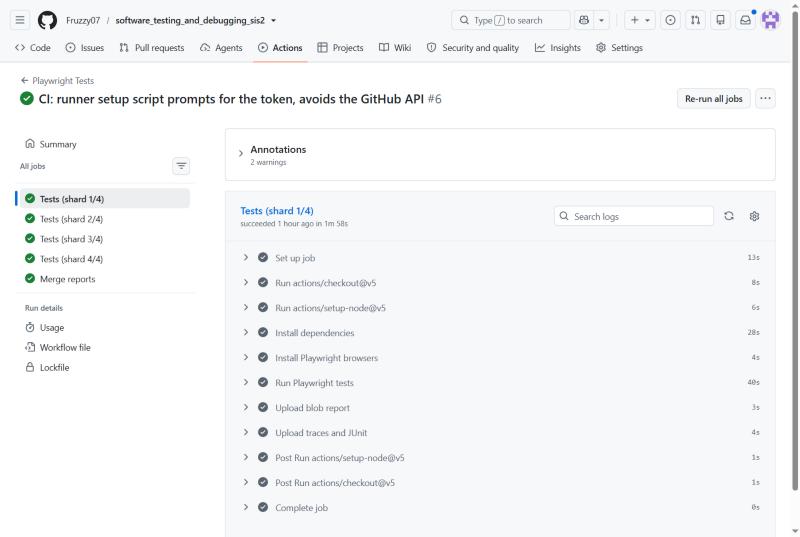 Fruzzy07 / software_testing_and_debugging_sis2
Type / to search
Code
Issues
Pull requests
Agents
Actions
Projects
Wiki
Security and quality
Insights
Settings
Playwright Tests
CI: runner setup script prompts for the token, avoids the GitHub API #6
Re-run all jobs
Summary
All jobs
Tests (shard 1/4)
Tests (shard 2/4)
Tests (shard 3/4)
Tests (shard 4/4)
Merge reports
Run details
Usage
Workflow file
Lockfile
Annotations
2 warnings
Tests (shard 1/4)
succeeded 1 hour ago in 1m 58s
Search logs
Set up job 13s
Run actions/checkout@v5 8s
Run actions/setup-node@v5 6s
Install dependencies 28s
Install Playwright browsers 4s
Run Playwright tests 40s
Upload blob report 3s
Upload traces and JUnit 4s
Post Run actions/setup-node@v5 1s
Post Run actions/checkout@v5 1s
Complete job 0s